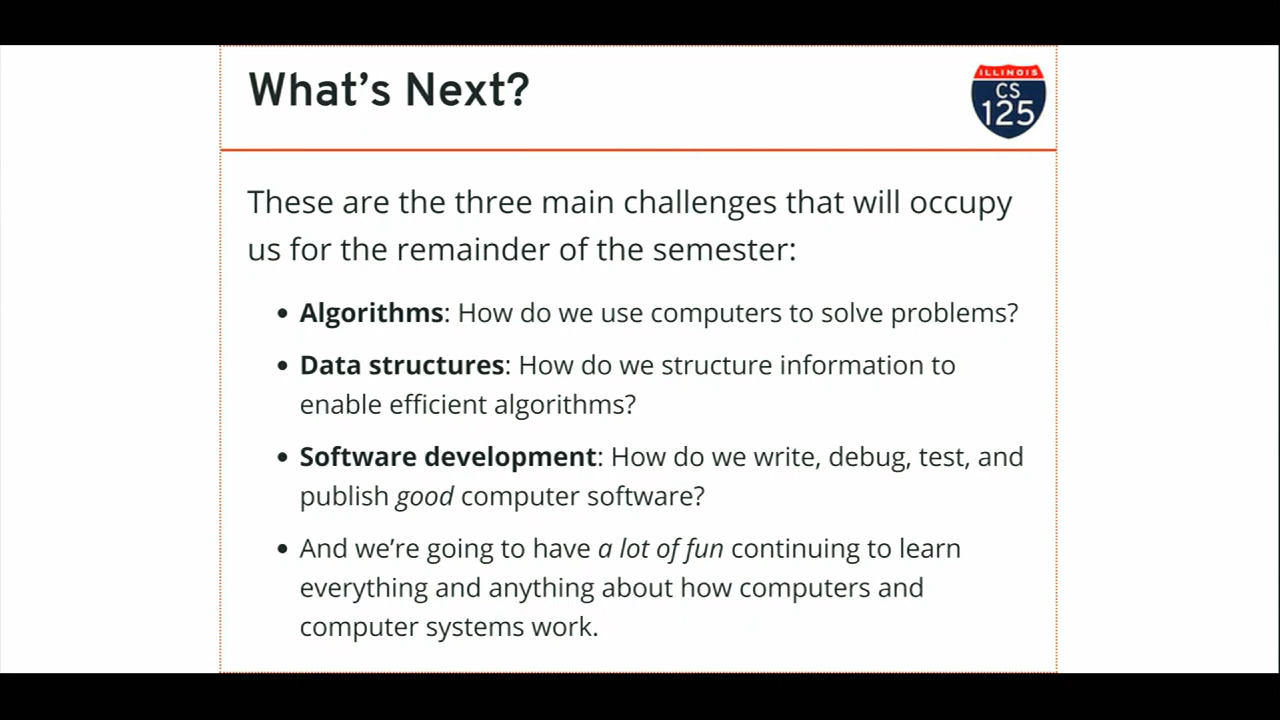 What's Next?
ILLINOIS
CS
125
These are the three main challenges that will occupy
us for the remainder of the semester:
• Algorithms: How do we use computers to solve problems?
• Data structures: How do we structure information to
enable efficient algorithms?
• Software development: How do we write, debug, test, and
publish good computer software?
• And we're going to have a lot of fun continuing to learn
everything and anything about how computers and
computer systems work.